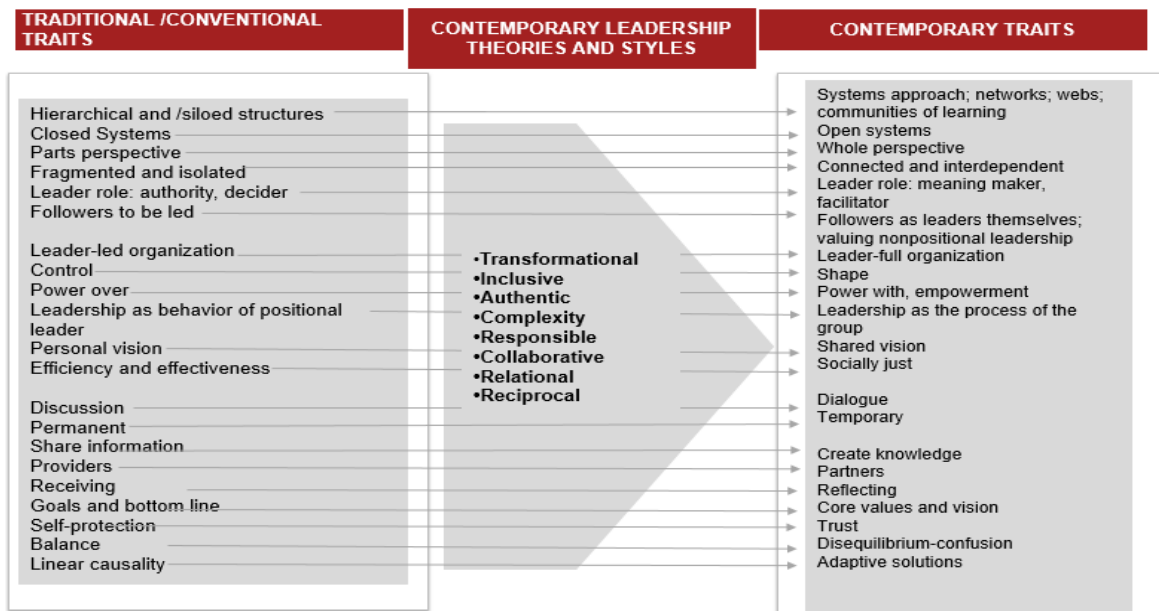 TRADITIONAL /CONVENTIONAL
TRAITS
Hierarchical and /siloed structures
Closed Systems
Parts perspective
Fragmented and isolated
Leader role: authority, decider
Followers to be led
Leader-led organization
Control
Power over
Leadership as behavior of positional
leader
Personal vision
Efficiency and effectiveness
Discussion
Permanent
Share information
Providers
Receiving
Goals and bottom line
Self-protection
Balance
Linear causality
CONTEMPORARY LEADERSHIP
THEORIES AND STYLES
•Transformational
•Inclusive
•Authentic
•Complexity
•Responsible
•Collaborative
•Relational
•Reciprocal
CONTEMPORARY TRAITS
Systems approach; networks; webs;
communities of learning
Open systems
Whole perspective
Connected and interdependent
Leader role: meaning maker,
facilitator
Followers as leaders themselves;
valuing nonpositional leadership
Leader-full organization
Shape
Power with, empowerment
Leadership as the process of the
group
Shared vision
Socially just
Dialogue
Temporary
Create knowledge
Partners
Reflecting
Core values and vision
Trust
Disequilibrium-confusion
Adaptive solutions